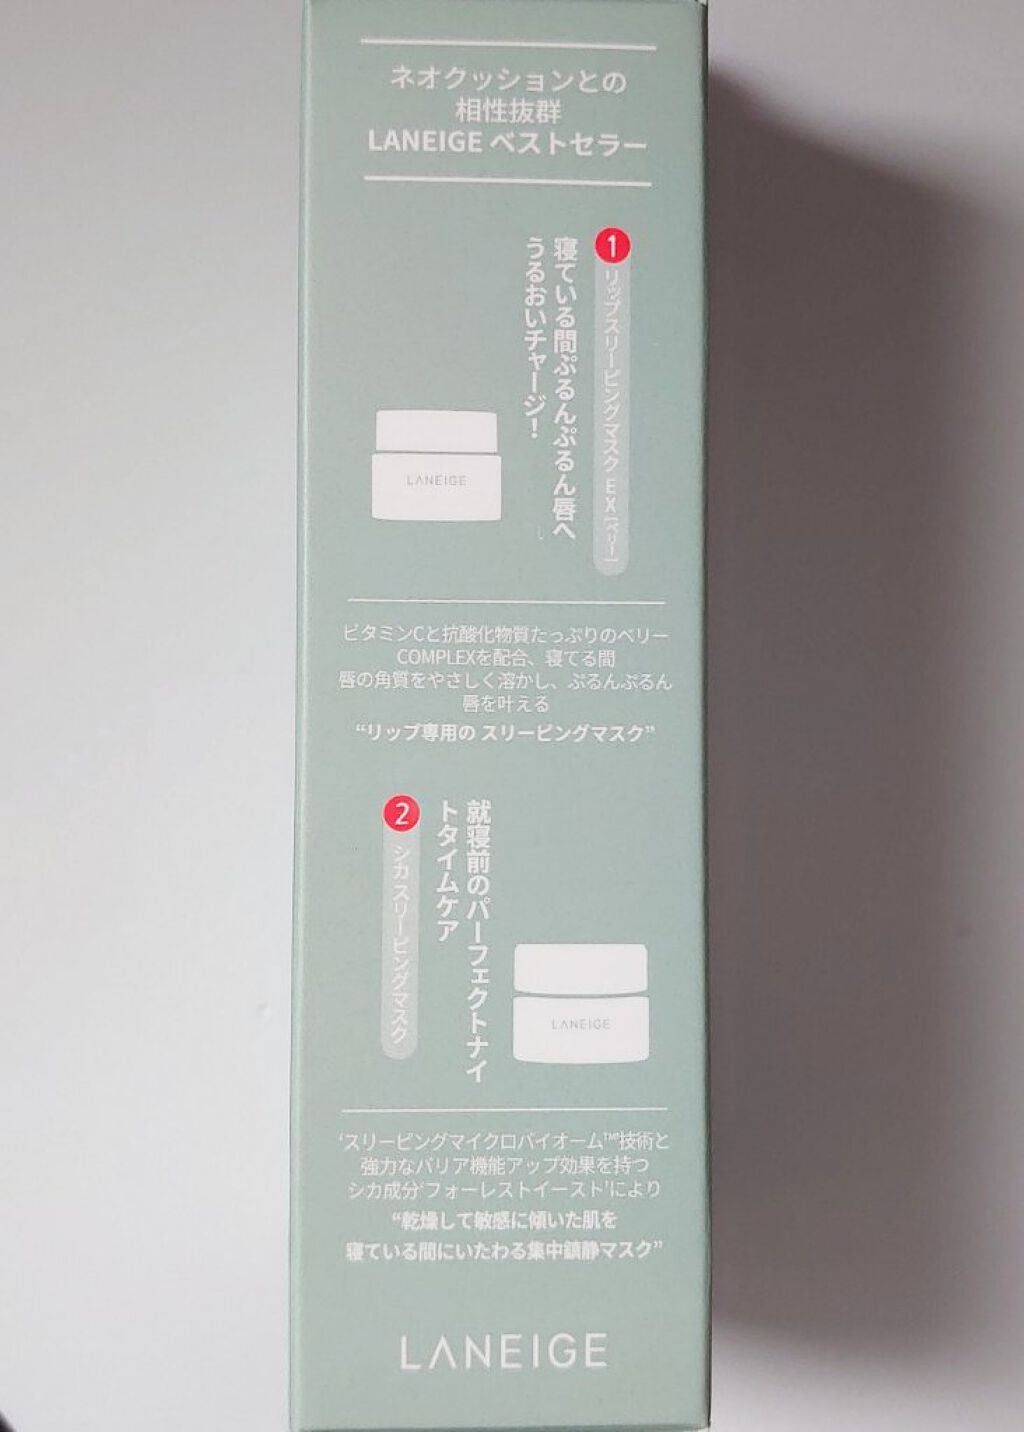 ネオクッションとの
相性抜群
LANEIGE ベストセラー
1
リップスリーピングマスク EX [ベリー]
寝ている間ぷるんぷるん唇へ
うるおいチャージ!
LANEIGE
ビタミンCと抗酸化物質たっぷりのベリー
COMPLEXを配合、寝てる間
唇の角質をやさしく溶かし、ぷるんぷるん
唇を叶える
“リップ専用の スリーピングマスク”
2
シカ スリーピングマスク
就寝前のパーフェクトナイ
トタイムケア
LANEIGE
‘スリーピングマイクロバイオーム™’技術と
強力なバリア機能アップ効果を持つ
シカ成分‘フォーレストイースト’により
“乾燥して敏感に傾いた肌を
寝ている間にいたわる集中鎮静マスク”
LANEIGE